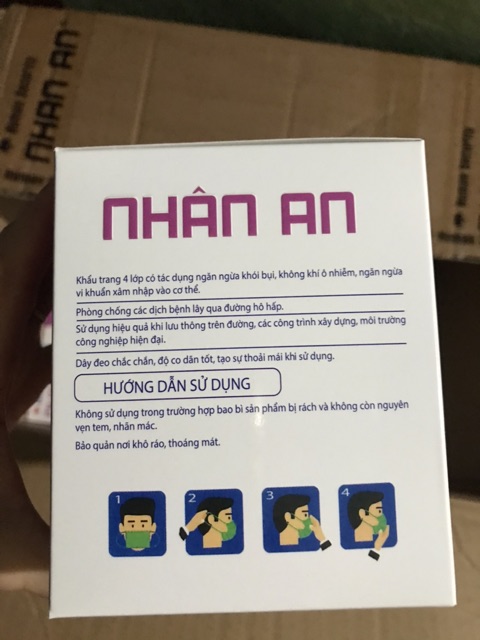 NHÂN AN
NHÂN AN
Khẩu trang 4 lớp có tác dụng ngăn ngừa khói bụi, không khí ô nhiễm, ngăn ngừa
vi khuẩn xâm nhập vào cơ thể.
Phòng chống các dịch bệnh lây qua đường hô hấp.
Sử dụng hiệu quả khi lưu thông trên đường, các công trình xây dựng, môi trường
công nghiệp hiện đại.
Dây đeo chắc chắn, độ co dãn tốt, tạo sự thoải mái khi sử dụng.
HƯỚNG DẪN SỬ DỤNG
Không sử dụng trong trường hợp bao bì sản phẩm bị rách và không còn nguyên
vẹn tem, nhãn mác.
Bảo quản nơi khô ráo, thoáng mát.
1
2
3
4